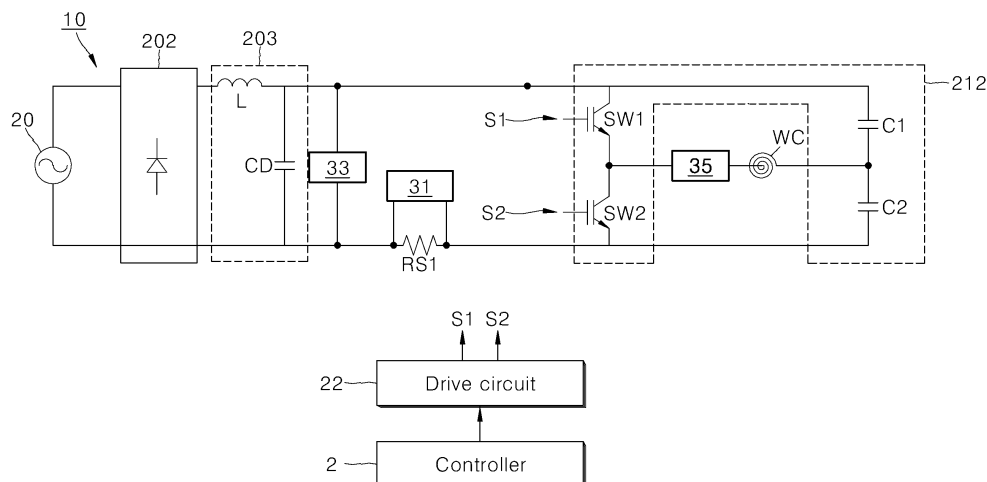 10
202
203
20
L
CD
33
31
RS1
S1
SW1
S2
SW2
35
WC
C1
C2
212
S1 S2
22
Drive circuit
2
Controller